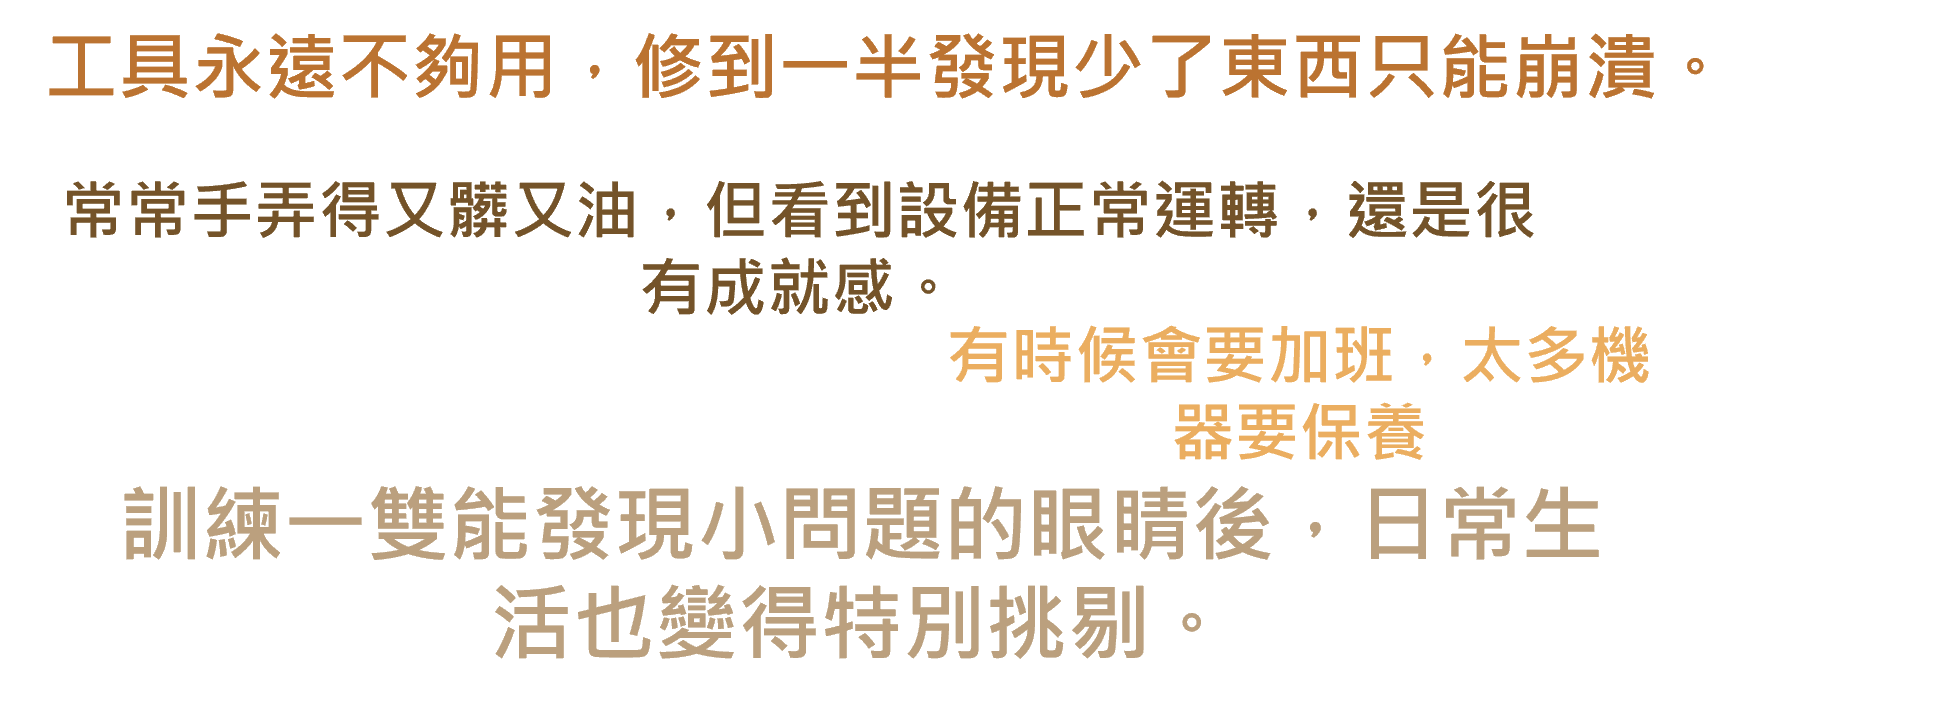 工具永遠不夠用，修到一半發現少了東西只能崩潰。
常常手弄得又髒又油，但看到設備正常運轉，還是很
有成就感。
有時候會要加班，太多機
器要保養
訓練一雙能發現小問題的眼睛後，日常生
活也變得特別挑剔。